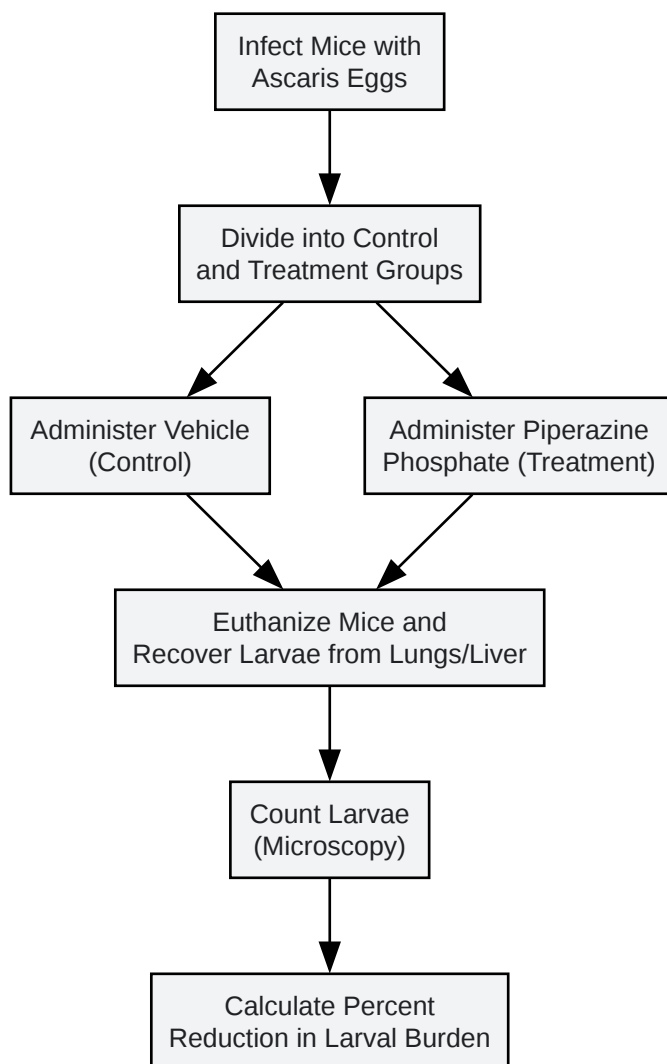 Infect Mice with
Ascaris Eggs
Divide into Control
and Treatment Groups
Administer Vehicle
(Control)
Administer Piperazine
Phosphate (Treatment)
Euthanize Mice and
Recover Larvae from Lungs/Liver
Count Larvae
(Microscopy)
Calculate Percent
Reduction in Larval Burden